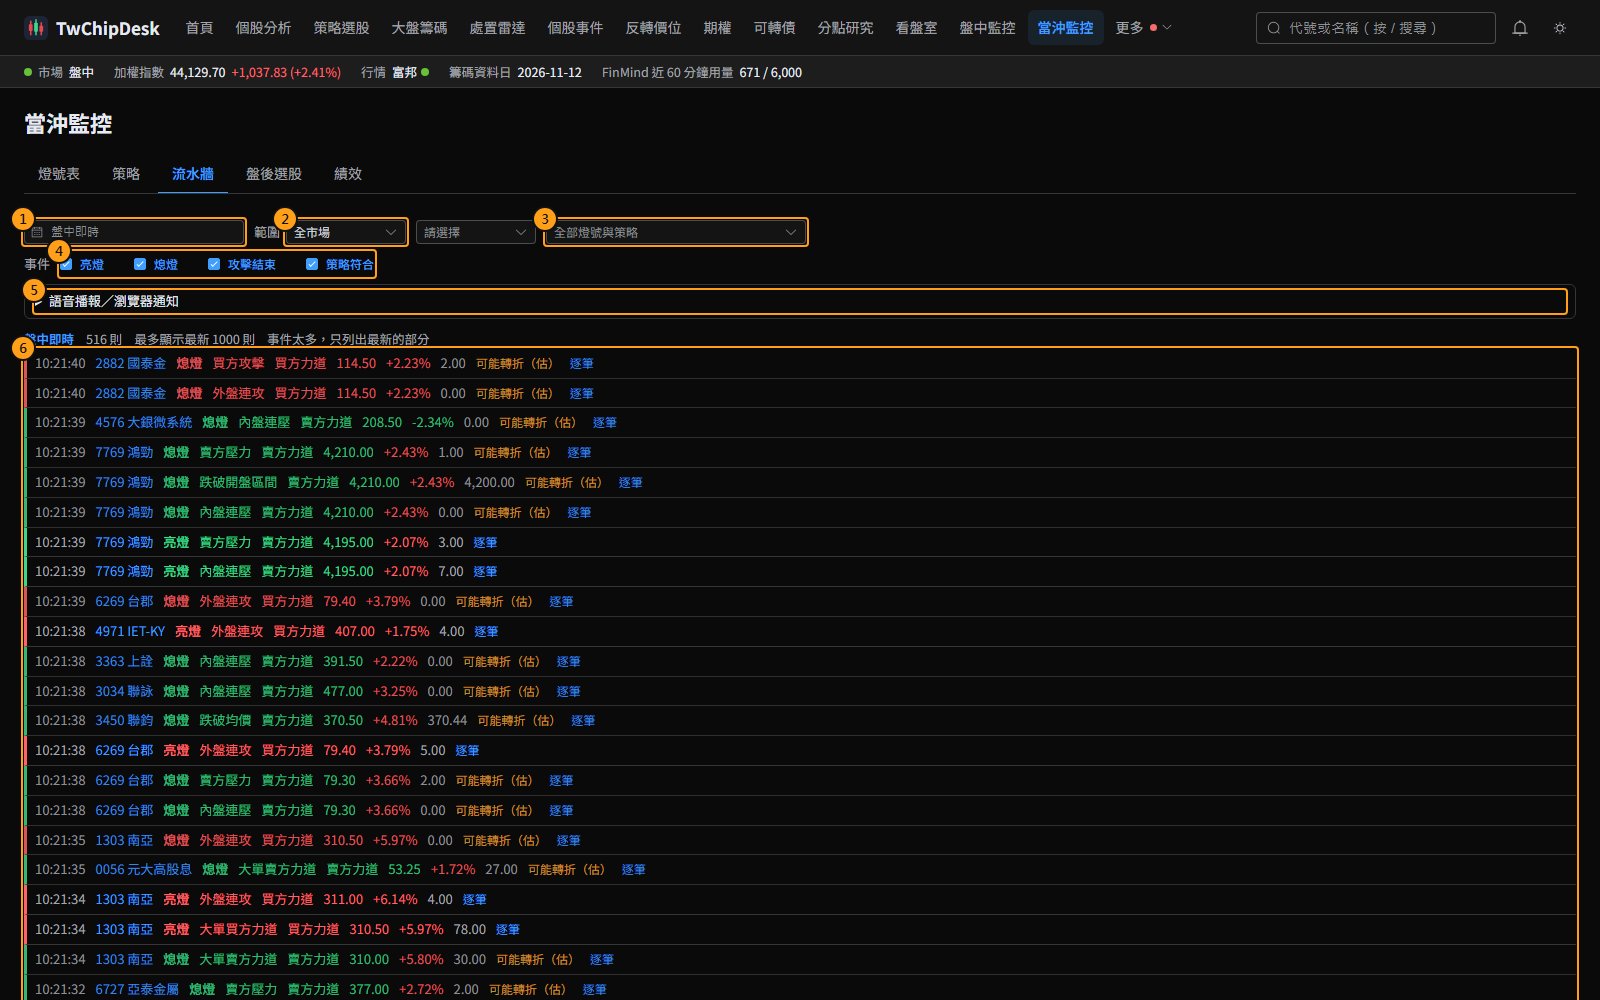 TwChipDesk 首頁 個股分析 策略選股 大盤籌碼 處置雷達 個股事件 反轉價位 期權 可轉債 分點研究 看盤室 盤中監控 當沖監控 更多 代號或名稱（按 / 搜尋）
市場 盤中 加權指數 44,129.70 +1,037.83 (+2.41%) 行情 富邦 籌碼資料日 2026-11-12 FinMind 近 60 分鐘用量 671 / 6,000
當沖監控
燈號表 策略 流水牆 盤後選股 績效
1 盤中即時 範圍 2 全市場 請選擇 3 全部燈號與策略
事件 4 亮燈 熄燈 攻擊結束 策略符合
5 語音播報／瀏覽器通知
盤中即時 516 則 最多顯示最新 1000 則 事件太多，只列出最新的部分
6
10:21:40 2882 國泰金 熄燈 買方攻擊 買方力道 114.50 +2.23% 2.00 可能轉折（估） 逐筆
10:21:40 2882 國泰金 熄燈 外盤連攻 買方力道 114.50 +2.23% 0.00 可能轉折（估） 逐筆
10:21:39 4576 大銀微系統 熄燈 內盤連壓 賣方力道 208.50 -2.34% 0.00 可能轉折（估） 逐筆
10:21:39 7769 鴻勁 熄燈 賣方壓力 賣方力道 4,210.00 +2.43% 1.00 可能轉折（估） 逐筆
10:21:39 7769 鴻勁 熄燈 跌破開盤區間 賣方力道 4,210.00 +2.43% 4,200.00 可能轉折（估） 逐筆
10:21:39 7769 鴻勁 熄燈 內盤連壓 賣方力道 4,210.00 +2.43% 0.00 可能轉折（估） 逐筆
10:21:39 7769 鴻勁 亮燈 賣方壓力 賣方力道 4,195.00 +2.07% 3.00 逐筆
10:21:39 7769 鴻勁 亮燈 內盤連壓 賣方力道 4,195.00 +2.07% 7.00 逐筆
10:21:39 6269 台郡 熄燈 外盤連攻 買方力道 79.40 +3.79% 0.00 可能轉折（估） 逐筆
10:21:38 4971 IET-KY 亮燈 外盤連攻 買方力道 407.00 +1.75% 4.00 逐筆
10:21:38 3363 上詮 熄燈 內盤連壓 賣方力道 391.50 +2.22% 0.00 可能轉折（估） 逐筆
10:21:38 3034 聯詠 熄燈 內盤連壓 賣方力道 477.00 +3.25% 0.00 可能轉折（估） 逐筆
10:21:38 3450 聯鈞 熄燈 跌破均價 賣方力道 370.50 +4.81% 370.44 可能轉折（估） 逐筆
10:21:38 6269 台郡 亮燈 外盤連攻 買方力道 79.40 +3.79% 5.00 逐筆
10:21:38 6269 台郡 熄燈 賣方壓力 賣方力道 79.30 +3.66% 2.00 可能轉折（估） 逐筆
10:21:38 6269 台郡 熄燈 內盤連壓 賣方力道 79.30 +3.66% 0.00 可能轉折（估） 逐筆
10:21:35 1303 南亞 熄燈 外盤連攻 買方力道 310.50 +5.97% 0.00 可能轉折（估） 逐筆
10:21:35 0056 元大高股息 熄燈 大單賣方力道 賣方力道 53.25 +1.72% 27.00 可能轉折（估） 逐筆
10:21:34 1303 南亞 亮燈 外盤連攻 買方力道 311.00 +6.14% 4.00 逐筆
10:21:34 1303 南亞 亮燈 大單買方力道 買方力道 310.50 +5.97% 78.00 逐筆
10:21:34 1303 南亞 熄燈 大單賣方力道 賣方力道 310.00 +5.80% 30.00 可能轉折（估） 逐筆
10:21:32 6727 亞泰金屬 熄燈 賣方壓力 賣方力道 377.00 +2.72% 2.00 可能轉折（估） 逐筆